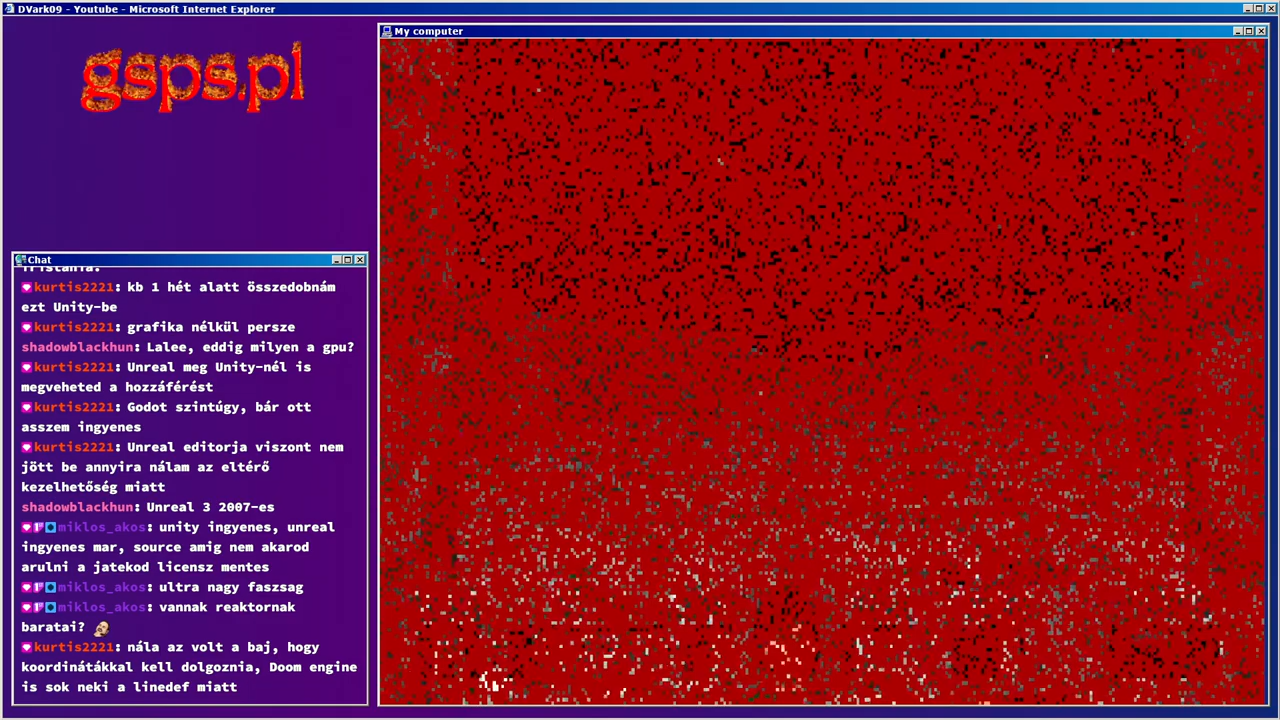 DVark09 - Youtube - Microsoft Internet Explorer
gsps.pl
My computer
Chat
kurtis2221: kb 1 hét alatt összedobnám
ezt Unity-be
kurtis2221: grafika nélkül persze
shadowblackhun: Lalee, eddig milyen a gpu?
kurtis2221: Unreal meg Unity-nél is
megveheted a hozzáférést
kurtis2221: Godot szintúgy, bár ott
asszem ingyenes
kurtis2221: Unreal editorja viszont nem
jött be annyira nálam az eltérő
kezelhetőség miatt
shadowblackhun: Unreal 3 2007-es
miklos_akos: unity ingyenes, unreal
ingyenes mar, source amig nem akarod
arulni a jatekod licensz mentes
miklos_akos: ultra nagy faszsag
miklos_akos: vannak reaktornak
baratai?
kurtis2221: nála az volt a baj, hogy
koordinátákkal kell dolgoznia, Doom engine
is sok neki a linedef miatt